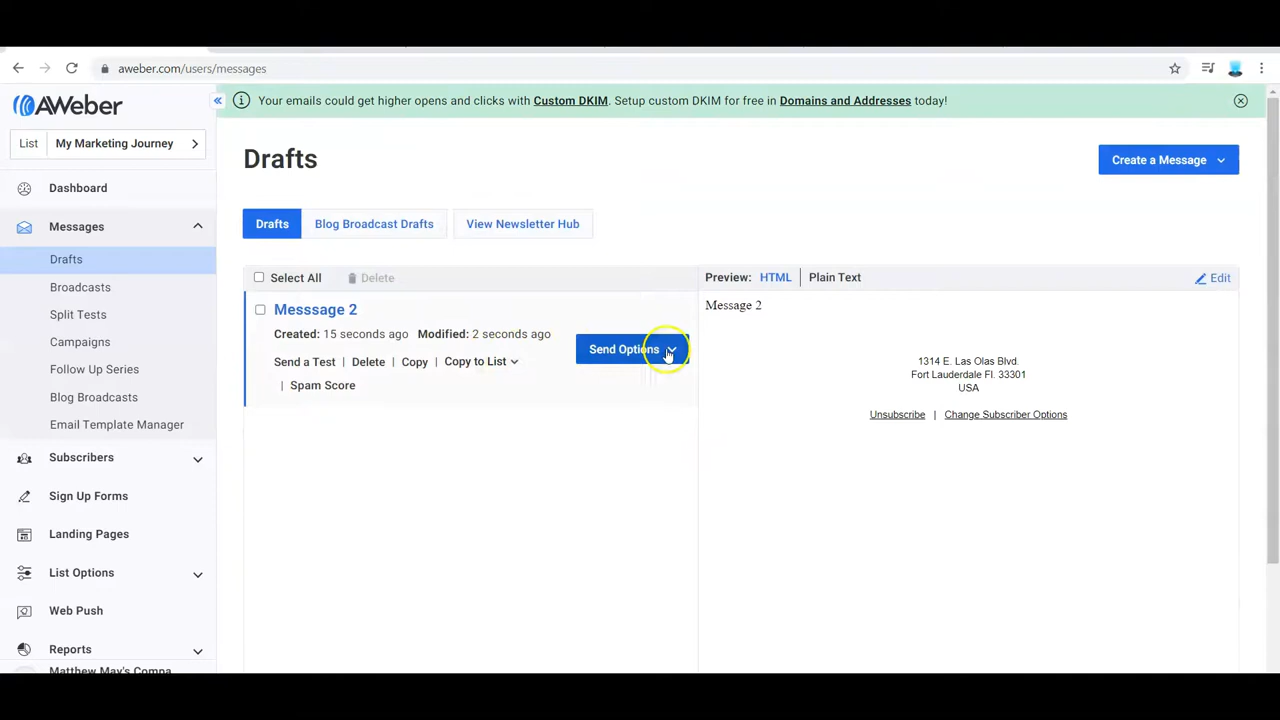 aweber.com/users/messages
AWeber
Your emails could get higher opens and clicks with Custom DKIM. Setup custom DKIM for free in Domains and Addresses today!
List My Marketing Journey
Drafts
Create a Message
Dashboard
Messages
Drafts
Broadcasts
Split Tests
Campaigns
Follow Up Series
Blog Broadcasts
Email Template Manager
Subscribers
Sign Up Forms
Landing Pages
List Options
Web Push
Reports
Matthew May's Compa
Drafts Blog Broadcast Drafts View Newsletter Hub
Select All Delete
Messsage 2
Created: 15 seconds ago Modified: 2 seconds ago
Send a Test | Delete | Copy | Copy to List
| Spam Score
Send Options
Preview: HTML | Plain Text Edit
Message 2
1314 E. Las Olas Blvd.
Fort Lauderdale Fl. 33301
USA
Unsubscribe | Change Subscriber Options